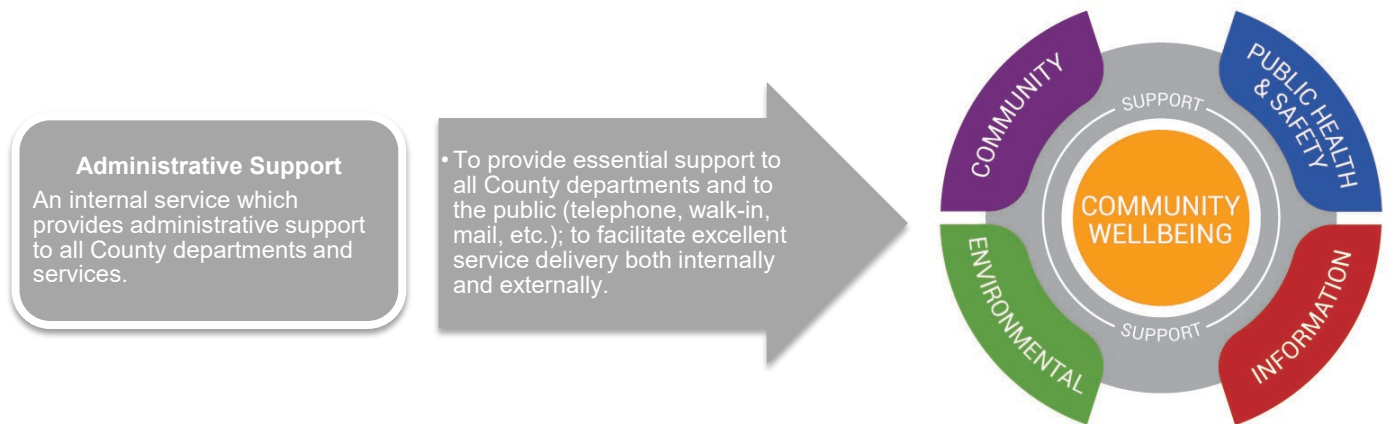 Administrative Support
An internal service which
provides administrative support
to all County departments and
services.
• To provide essential support to
all County departments and to
the public (telephone, walk-in,
mail, etc.); to facilitate excellent
service delivery both internally
and externally.
COMMUNITY
PUBLIC HEALTH
& SAFETY
SUPPORT
COMMUNITY
WELLBEING
SUPPORT
ENVIRONMENTAL
INFORMATION